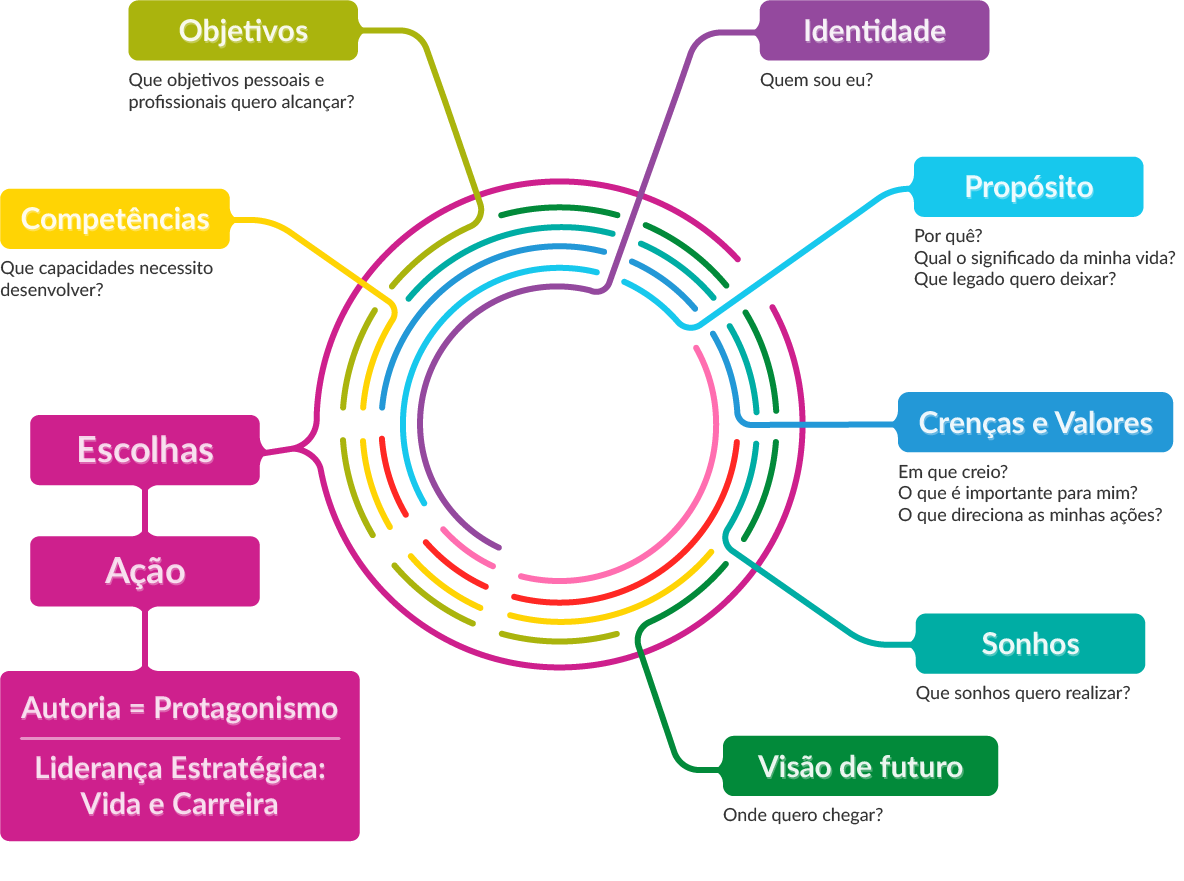 Objetivos
Que objetivos pessoais e
profissionais quero alcançar?
Identidade
Quem sou eu?
Propósito
Por quê?
Qual o significado da minha vida?
Que legado quero deixar?
Competências
Que capacidades necessito
desenvolver?
Crenças e Valores
Em que creio?
O que é importante para mim?
O que direciona as minhas ações?
Escolhas
Ação
Sonhos
Que sonhos quero realizar?
Autoria = Protagonismo
Liderança Estratégica:
Vida e Carreira
Visão de futuro
Onde quero chegar?